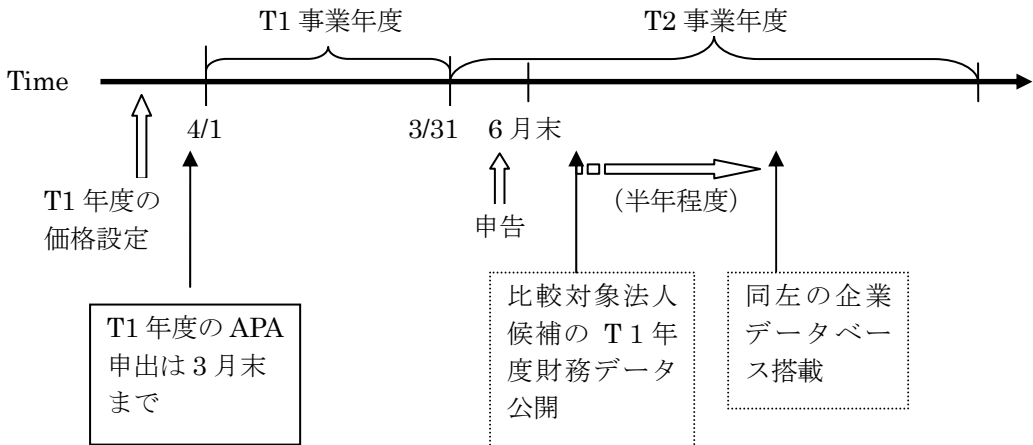 T1 事業年度
T2 事業年度
Time
4/1
3/31
6 月末
T1 年度の
価格設定
申告
（半年程度）
T1 年度の APA
申出は 3 月末
まで
比較対象法人
候補の T 1 年
度財務データ
公開
同左の企業
データベー
ス搭載